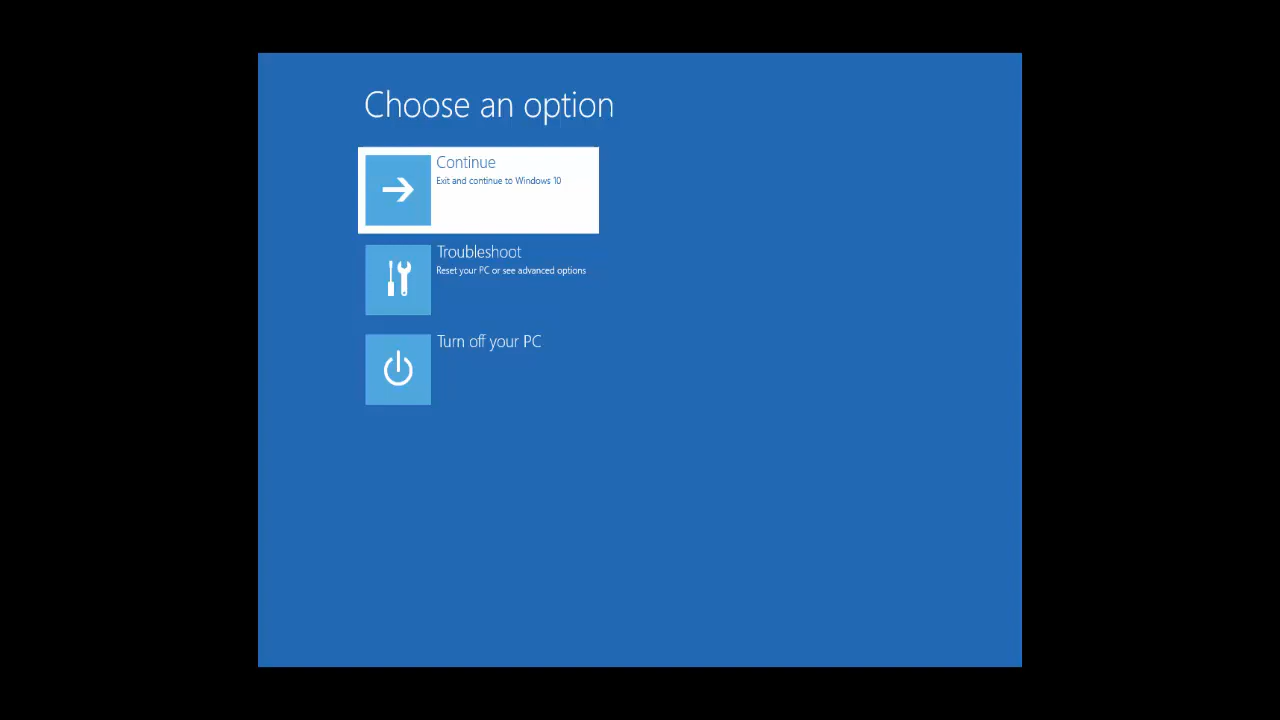 Choose an option
Continue
Exit and continue to Windows 10
Troubleshoot
Reset your PC or see advanced options
Turn off your PC